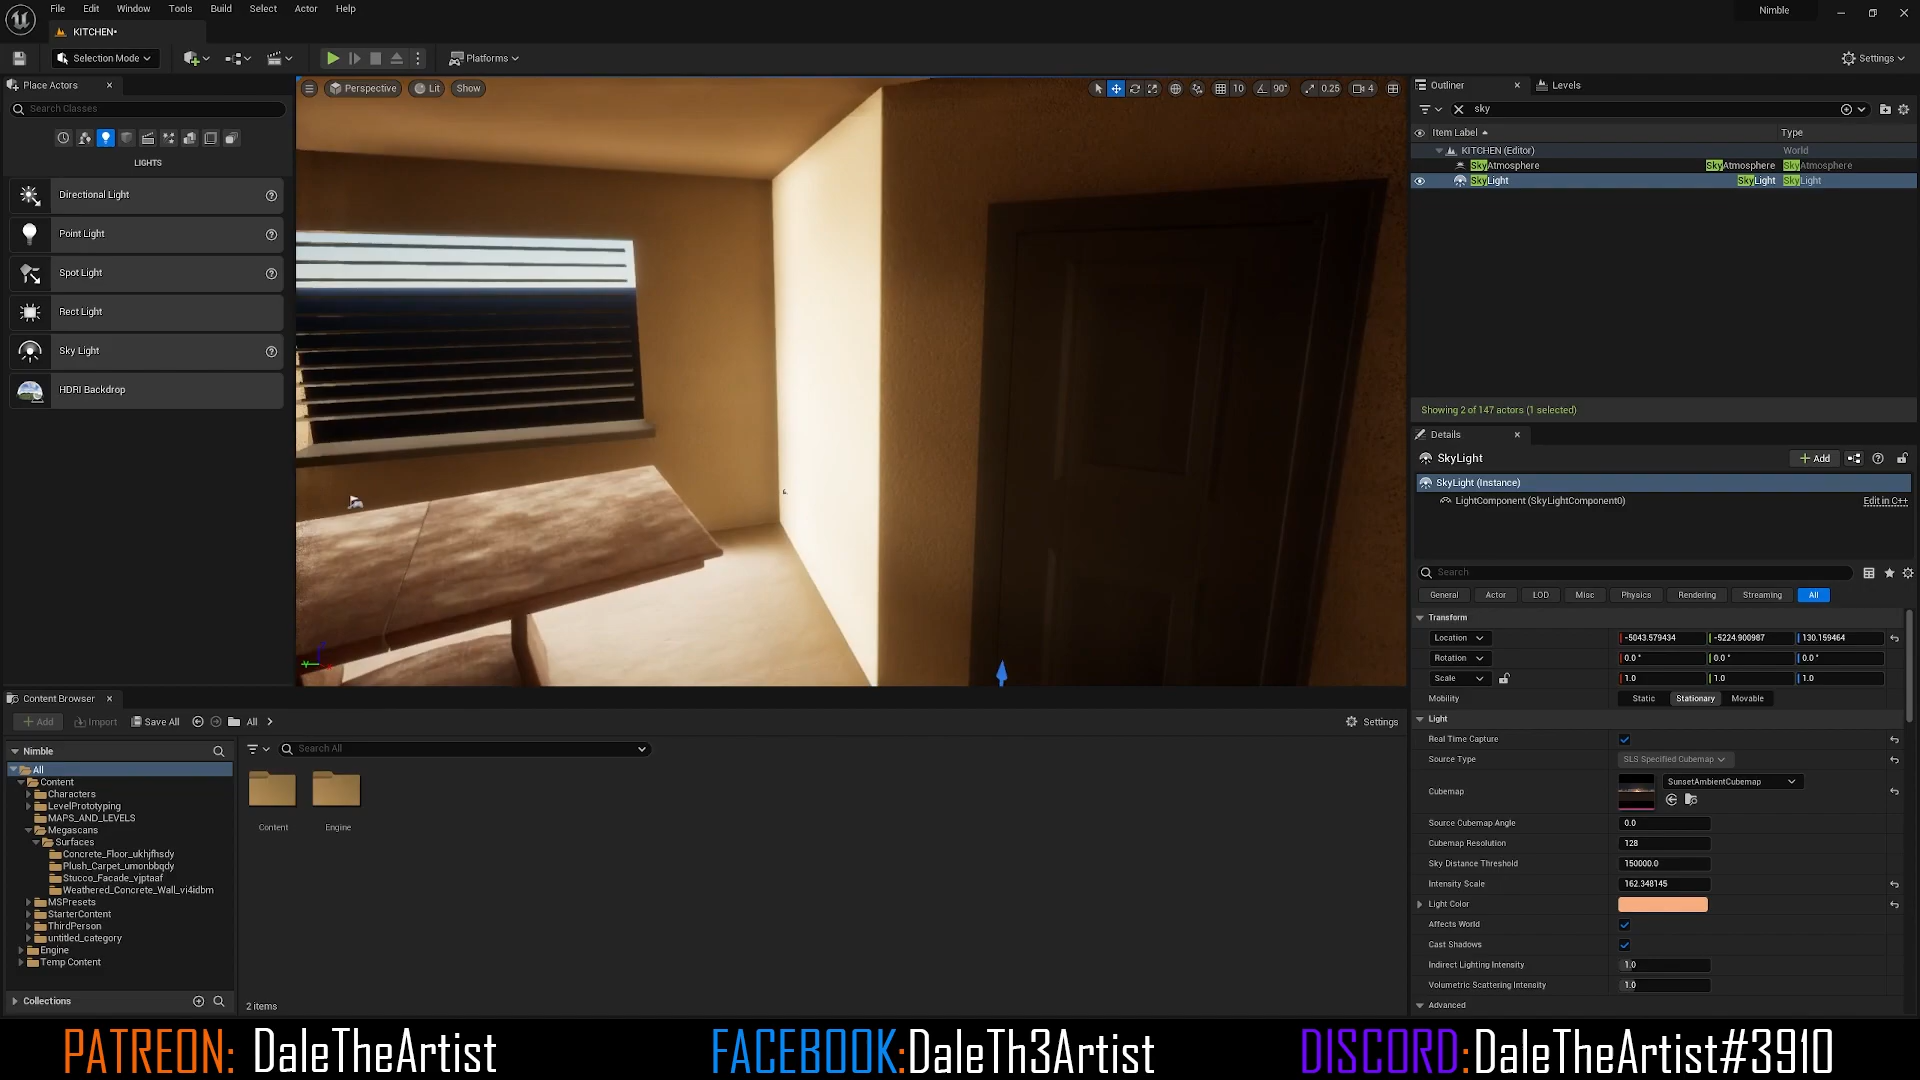 File Edit Window Tools Build Select Actor Help
Nimble
KITCHEN•
Selection Mode
Platforms
Settings
Place Actors
Search Classes
LIGHTS
Directional Light
Point Light
Spot Light
Rect Light
Sky Light
HDRI Backdrop
Perspective Lit Show
10 90° 0.25 4
Outliner Levels
sky
Item Label Type
KITCHEN (Editor) World
SkyAtmosphere SkyAtmosphere SkyAtmosphere
SkyLight SkyLight SkyLight
Showing 2 of 147 actors (1 selected)
Details
SkyLight
+ Add
SkyLight (Instance)
LightComponent (SkyLightComponent0) Edit in C++
Search
General Actor LOD Misc Physics Rendering Streaming All
Transform
Location -5043.579434 -5224.900987 130.159464
Rotation 0.0 ° 0.0 ° 0.0 °
Scale 1.0 1.0 1.0
Mobility Static Stationary Movable
Light
Real Time Capture
Source Type SLS Specified Cubemap
Cubemap SunsetAmbientCubemap
Source Cubemap Angle 0.0
Cubemap Resolution 128
Sky Distance Threshold 150000.0
Intensity Scale 162.348145
Light Color
Affects World
Cast Shadows
Indirect Lighting Intensity 1.0
Volumetric Scattering Intensity 1.0
Advanced
Content Browser
+ Add Import Save All All
Settings
Nimble
Search All
All
Content
Characters
LevelPrototyping
MAPS_AND_LEVELS
Megascans
Surfaces
Concrete_Floor_ukhjfhsdy
Plush_Carpet_umonbbqdy
Stucco_Facade_vjptaaf
Weathered_Concrete_Wall_vi4idbm
MSPresets
StarterContent
ThirdPerson
untitled_category
Engine
Temp Content
Content Engine
Collections
2 items
PATREON: DaleTheArtist
FACEBOOK:DaleTh3Artist
DISCORD:DaleTheArtist#3910